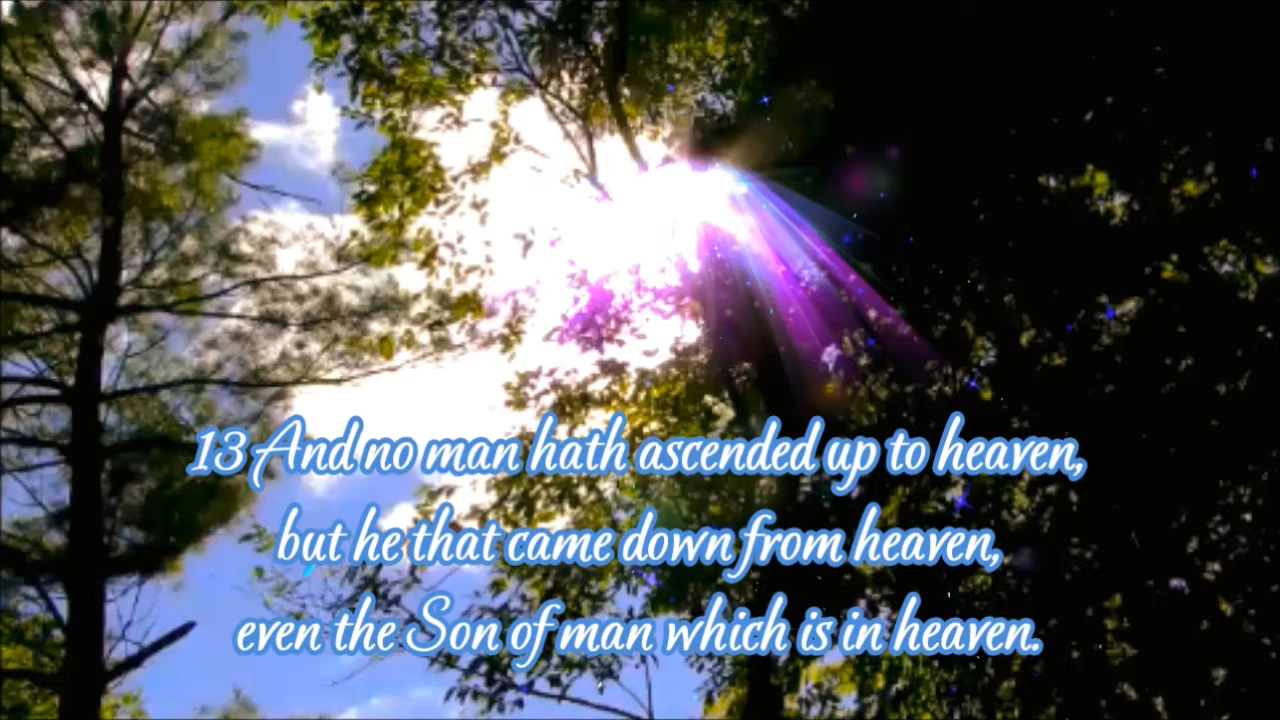 13 And no man hath ascended up to heaven,
but he that came down from heaven,
even the Son of man which is in heaven.